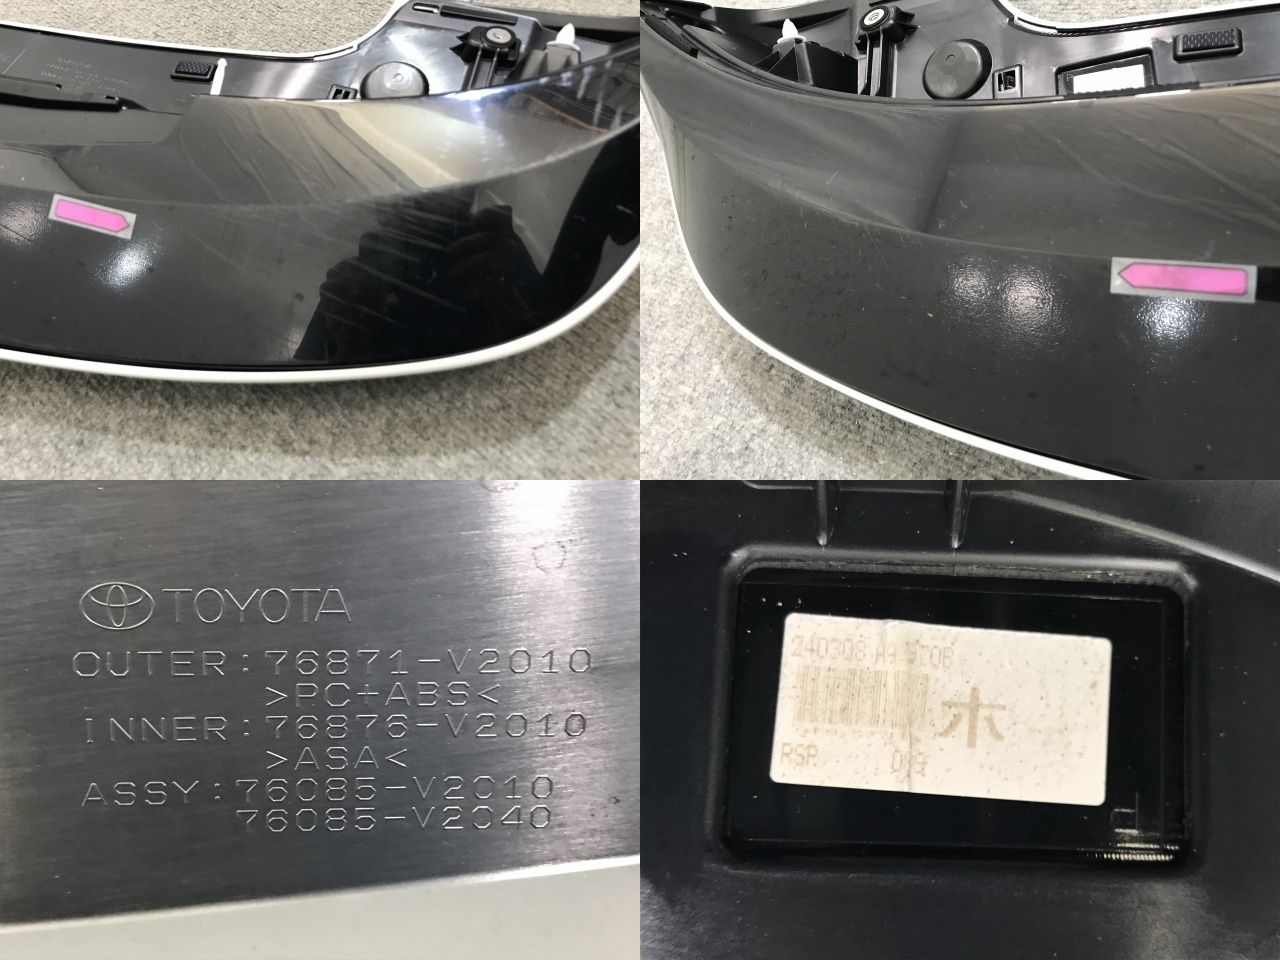 TOYOTA
OUTER:76871-V2010
>PC+ABS<
INNER:76876-V2010
>ASA<
ASSY:76085-V2010
76085-V2040
240308
ホ
RSP.